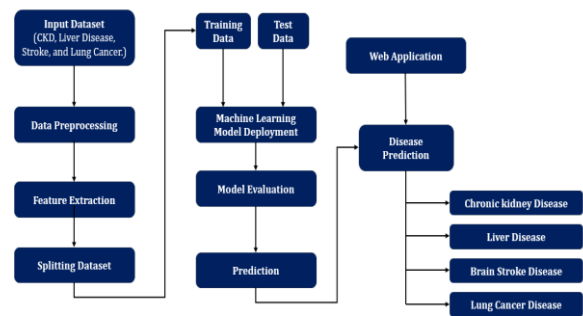 Input Dataset
(CKD, Liver Disease,
Stroke, and Lung Cancer.)
Data Preprocessing
Feature Extraction
Splitting Dataset
Training
Data
Test
Data
Machine Learning
Model Deployment
Model Evaluation
Prediction
Web Application
Disease
Prediction
Chronic kidney Disease
Liver Disease
Brain Stroke Disease
Lung Cancer Disease